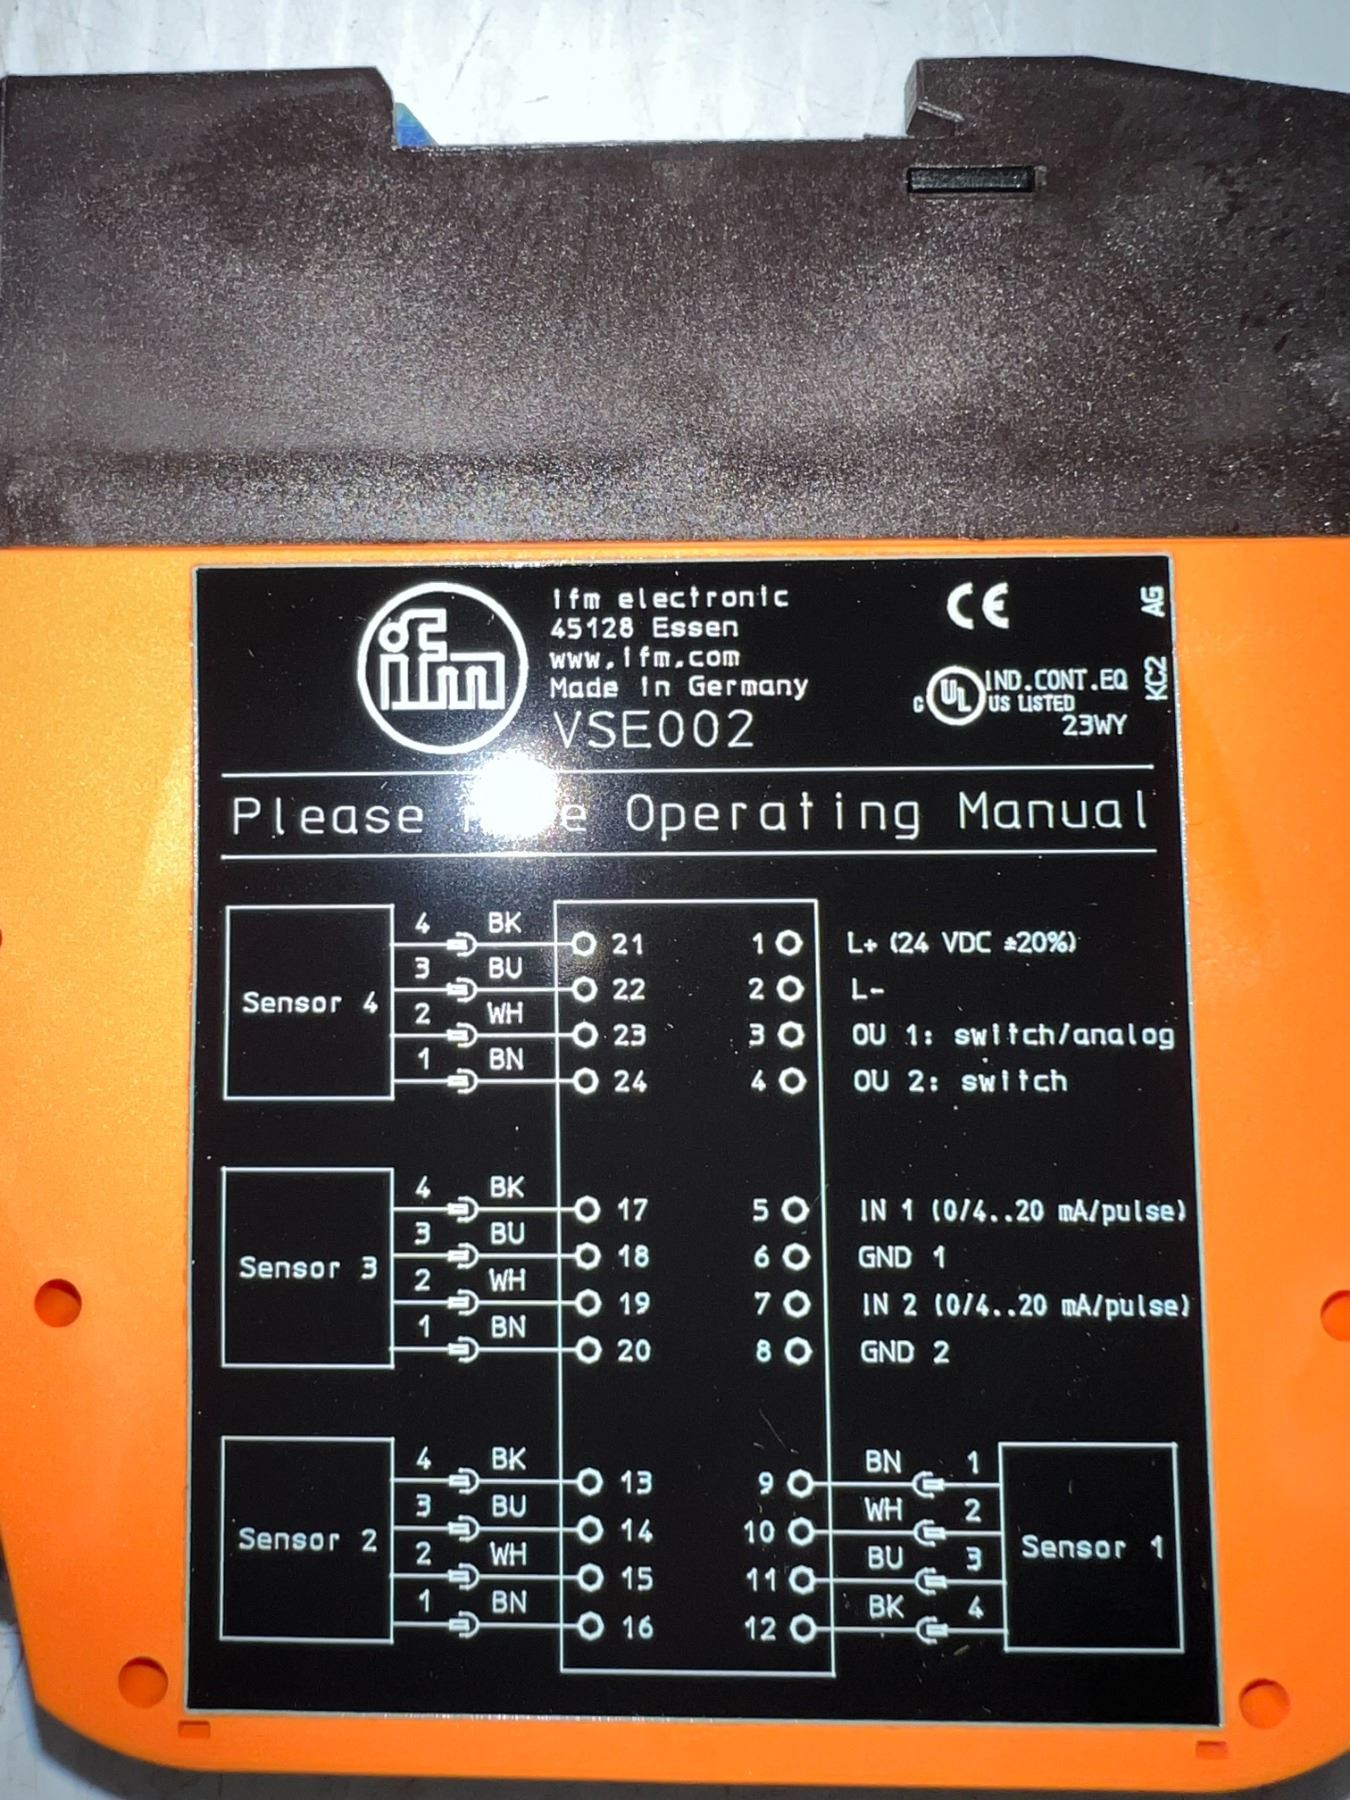 ifm
ifm electronic
45128 Essen
www.ifm.com
Made in Germany
VSE002
CE
AG
KC2
c UL IND.CONT.EQ
US LISTED
23WY
Please Operating Manual
Sensor 4
4 BK 21
3 BU 22
2 WH 23
1 BN 24
1 L+ (24 VDC ±20%)
2 L-
3 OU 1: switch/analog
4 OU 2: switch
Sensor 3
4 BK 17
3 BU 18
2 WH 19
1 BN 20
5 IN 1 (0/4..20 mA/pulse)
6 GND 1
7 IN 2 (0/4..20 mA/pulse)
8 GND 2
Sensor 2
4 BK 13
3 BU 14
2 WH 15
1 BN 16
9 BN 1
10 WH 2
11 BU 3
12 BK 4
Sensor 1